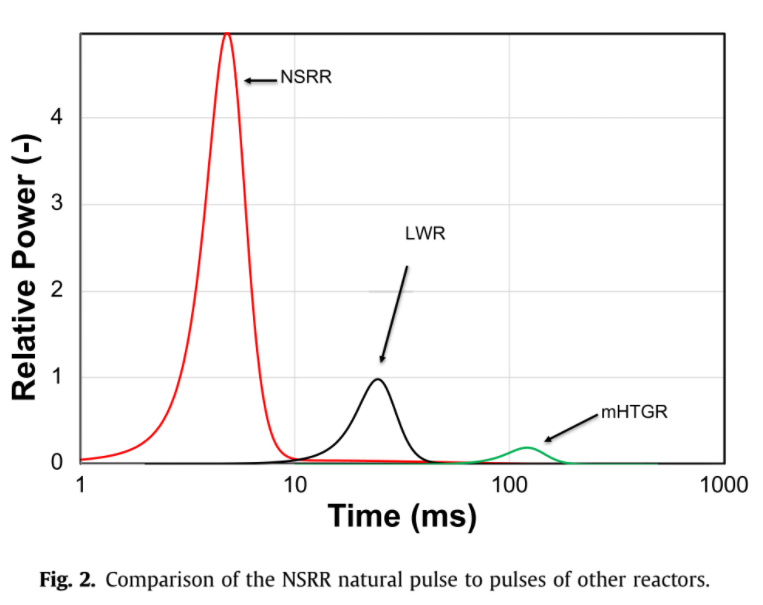 NSRR
LWR
mHTGR
Relative Power (-)
4
3
2
1
0
1 10 100 1000
Time (ms)
Fig. 2. Comparison of the NSRR natural pulse to pulses of other reactors.